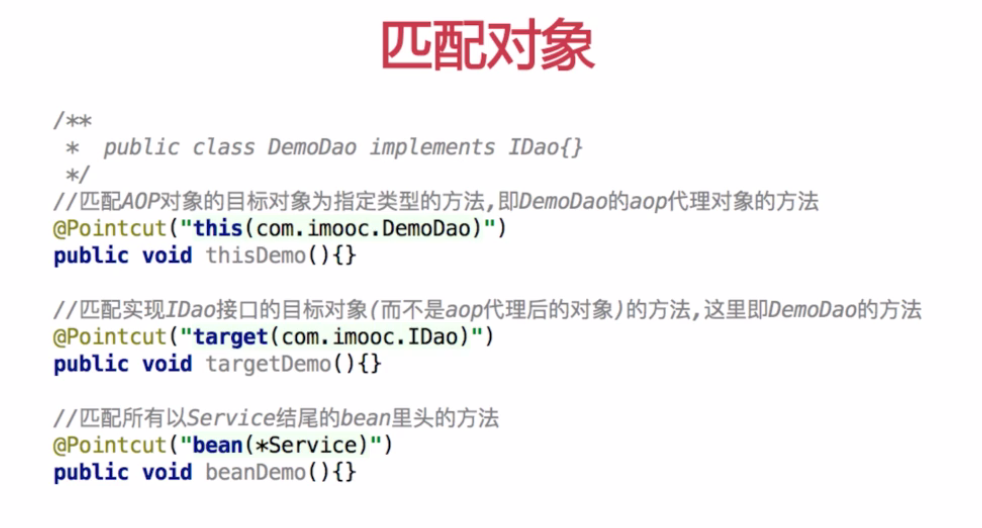 匹配对象
/**
 *  public class DemoDao implements IDao{}
 */
//匹配AOP对象的目标对象为指定类型的方法,即DemoDao的aop代理对象的方法
@Pointcut("this(com.imooc.DemoDao)")
public void thisDemo(){}
//匹配实现IDao接口的目标对象(而不是aop代理后的对象)的方法,这里即DemoDao的方法
@Pointcut("target(com.imooc.IDao)")
public void targetDemo(){}
//匹配所有以Service结尾的bean里头的方法
@Pointcut("bean(*Service)")
public void beanDemo(){}